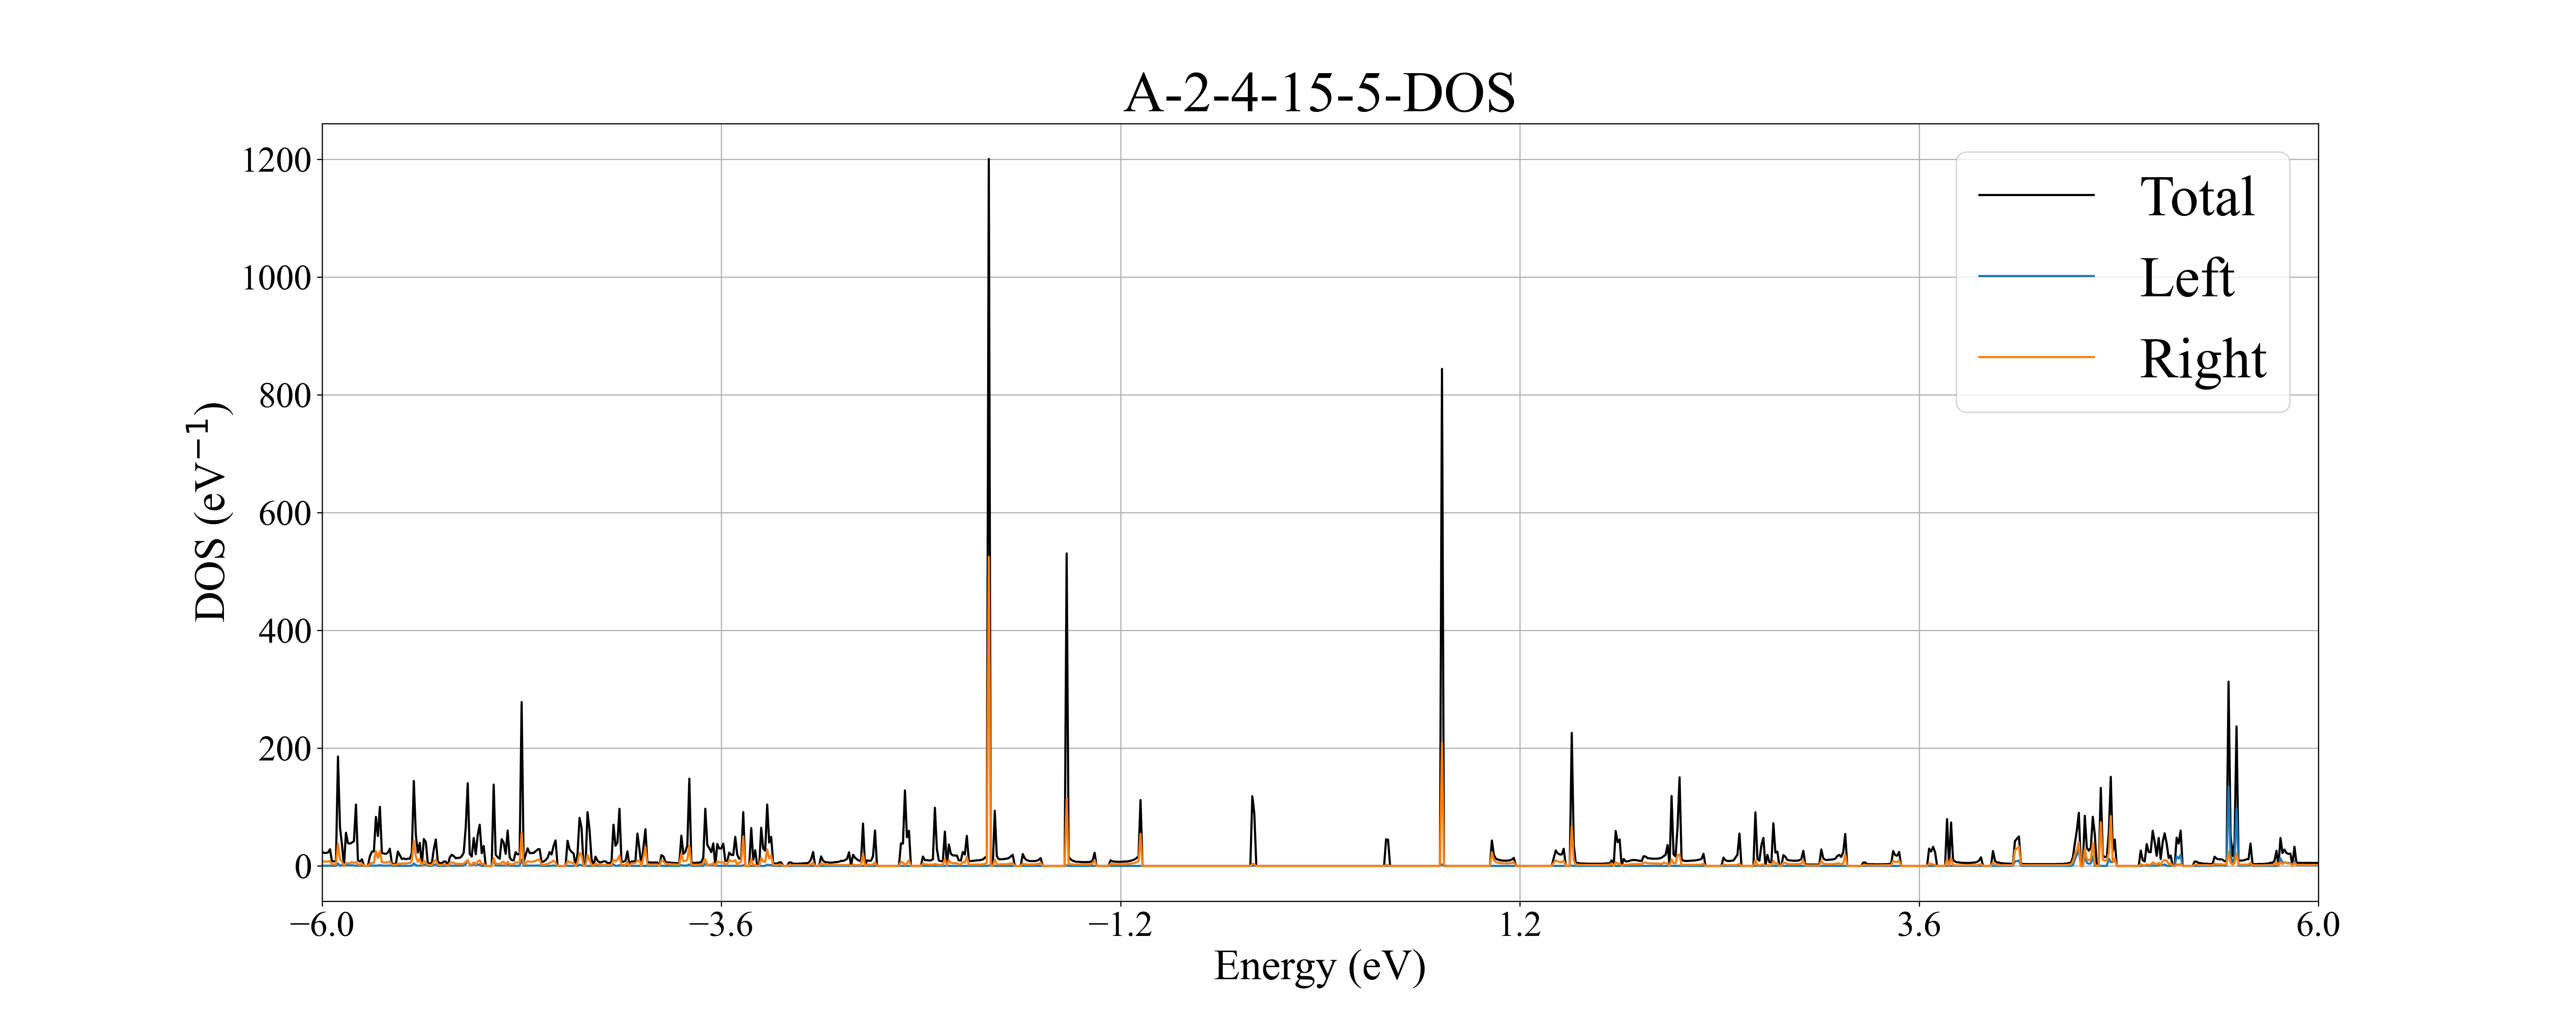 A-2-4-15-5-DOS
1200
1000
800
600
400
200
0
DOS (eV⁻¹)
Total
Left
Right
−6.0 −3.6 −1.2 1.2 3.6 6.0
Energy (eV)